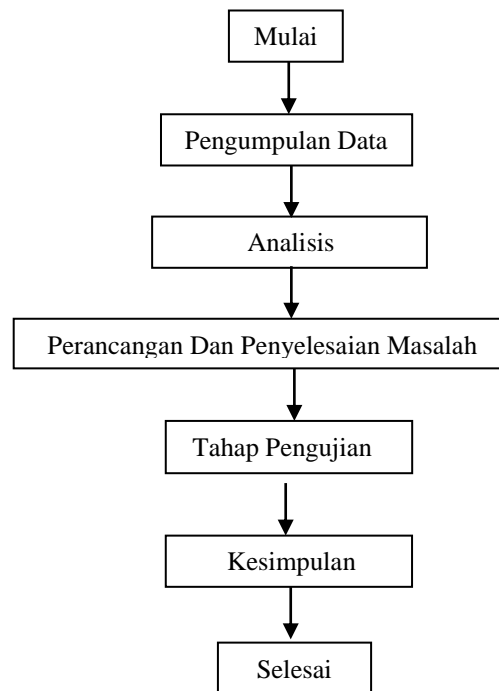 Mulai
Pengumpulan Data
Analisis
Perancangan Dan Penyelesaian Masalah
Tahap Pengujian
Kesimpulan
Selesai